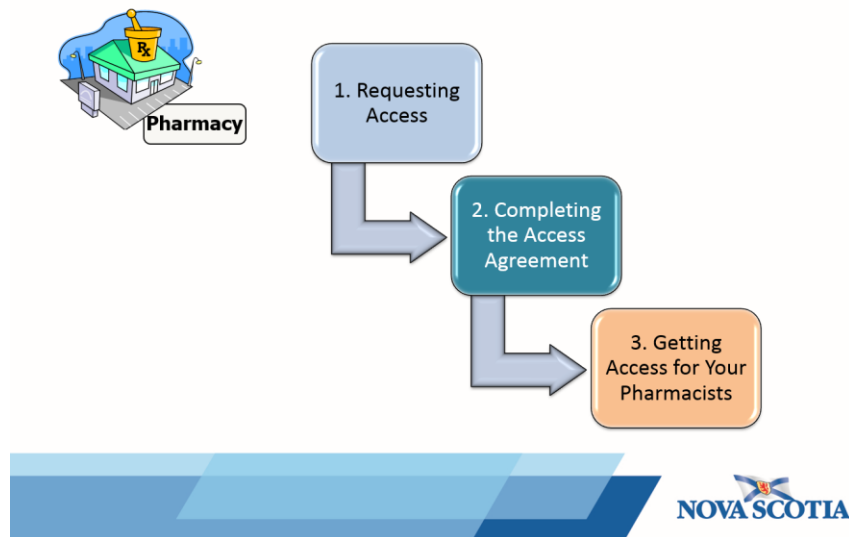 Rx
Pharmacy
1. Requesting
Access
2. Completing
the Access
Agreement
3. Getting
Access for Your
Pharmacists
NOVA SCOTIA